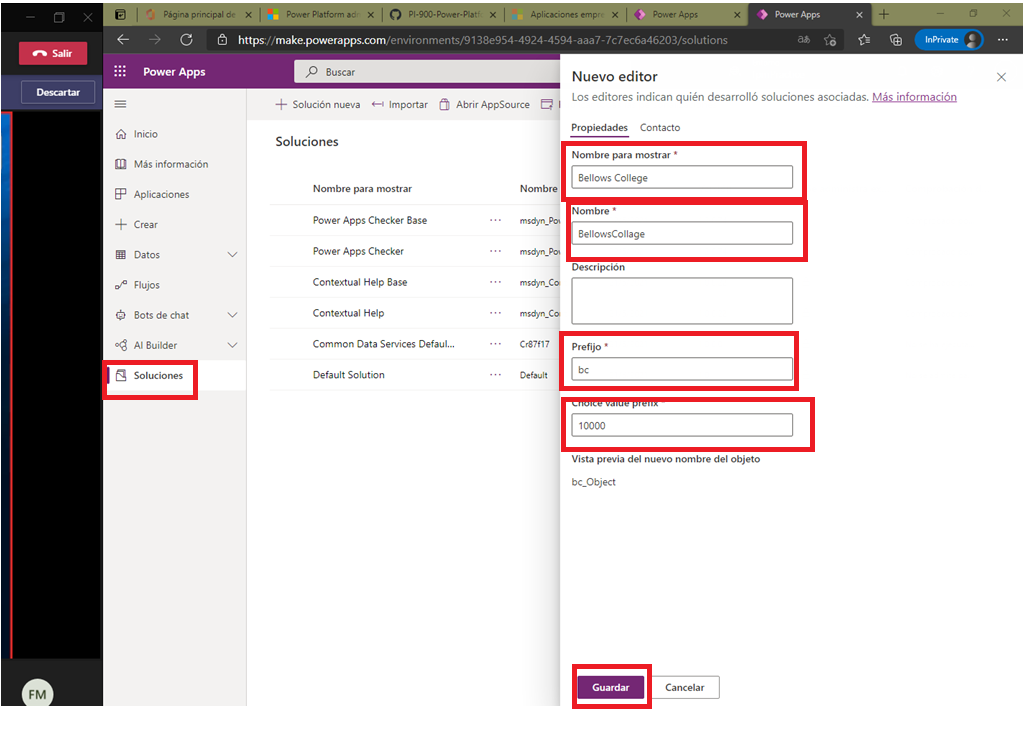 Página principal de
Power Platform adm
PI-900-Power-Platfo
Aplicaciones empre
Power Apps
Power Apps
https://make.powerapps.com/environments/9138e954-4924-4594-aaa7-7c7ec6a46203/solutions
InPrivate
Salir
Descartar
FM
Power Apps
Buscar
Inicio
Más información
Aplicaciones
Crear
Datos
Flujos
Bots de chat
AI Builder
Soluciones
Solución nueva
Importar
Abrir AppSource
Soluciones
Nombre para mostrar
Nombre
Power Apps Checker Base
···
msdyn_Pow
Power Apps Checker
···
msdyn_Pow
Contextual Help Base
···
msdyn_Co
Contextual Help
···
msdyn_Co
Common Data Services Defaul...
···
Cr87f17
Default Solution
···
Default
Nuevo editor
Los editores indican quién desarrolló soluciones asociadas. Más información
Propiedades
Contacto
Nombre para mostrar *
Bellows College
Nombre *
BellowsCollage
Descripción
Prefijo *
bc
Choice value prefix *
10000
Vista previa del nuevo nombre del objeto
bc_Object
Guardar
Cancelar